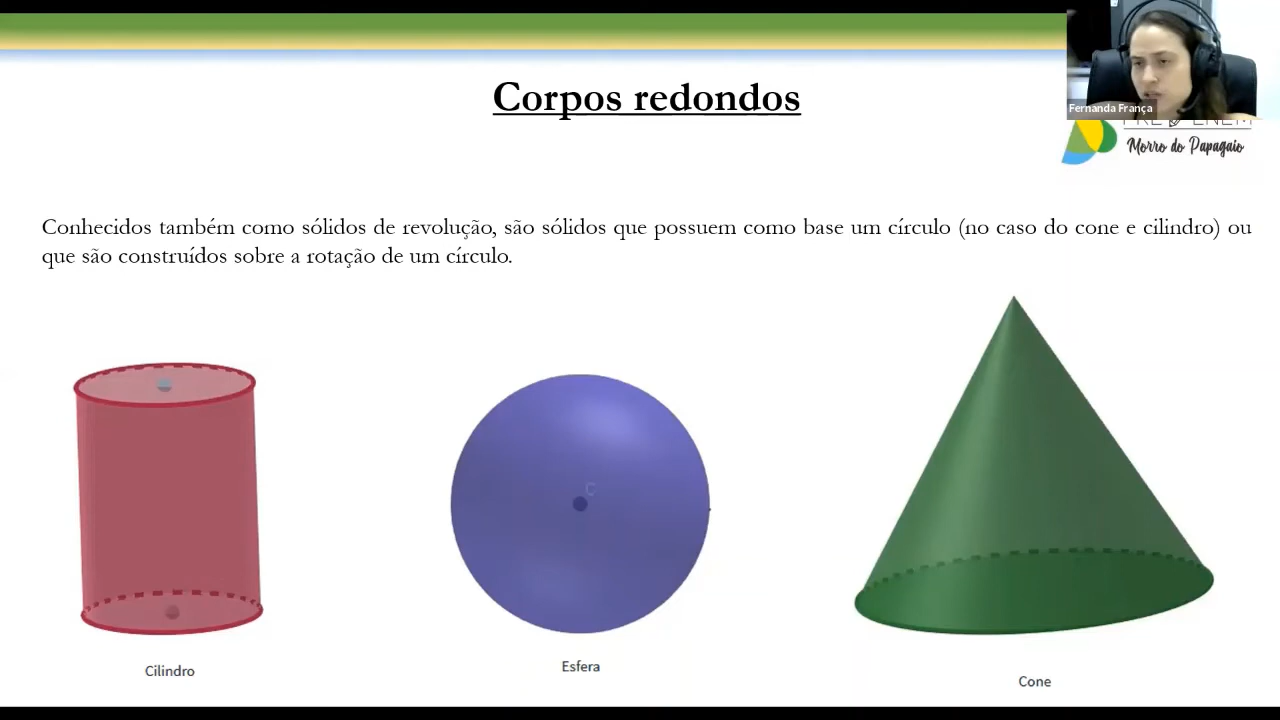 Corpos redondos
Fernanda França
Morro do Papagaio
Conhecidos também como sólidos de revolução, são sólidos que possuem como base um círculo (no caso do cone e cilindro) ou
que são construídos sobre a rotação de um círculo.
C
Cilindro
Esfera
Cone